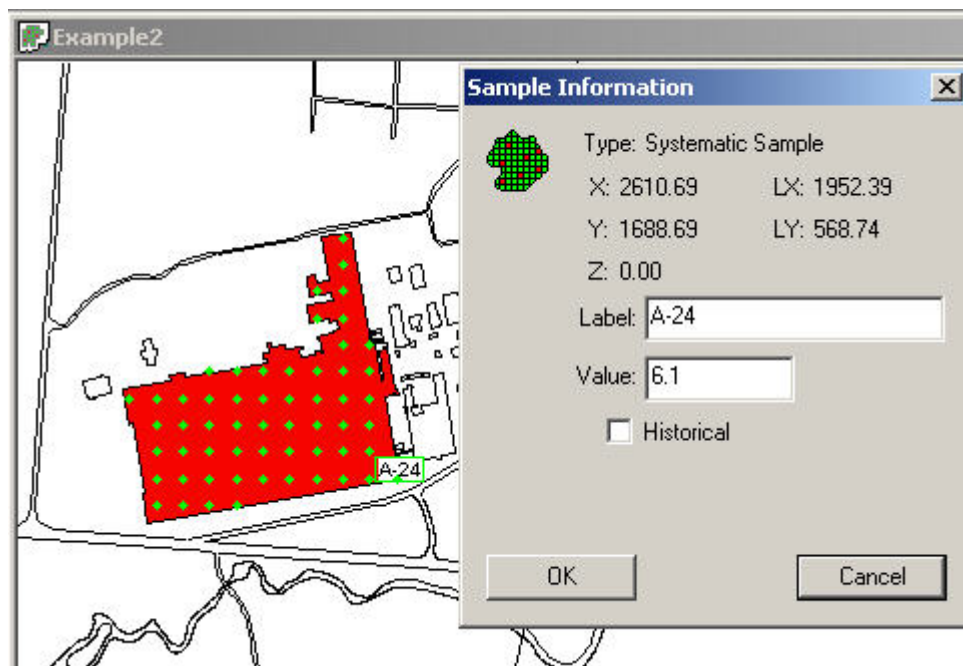 Example2
Sample Information
Type: Systematic Sample
X: 2610.69 LX: 1952.39
Y: 1688.69 LY: 568.74
Z: 0.00
Label: A-24
Value: 6.1
Historical
A-24
OK Cancel